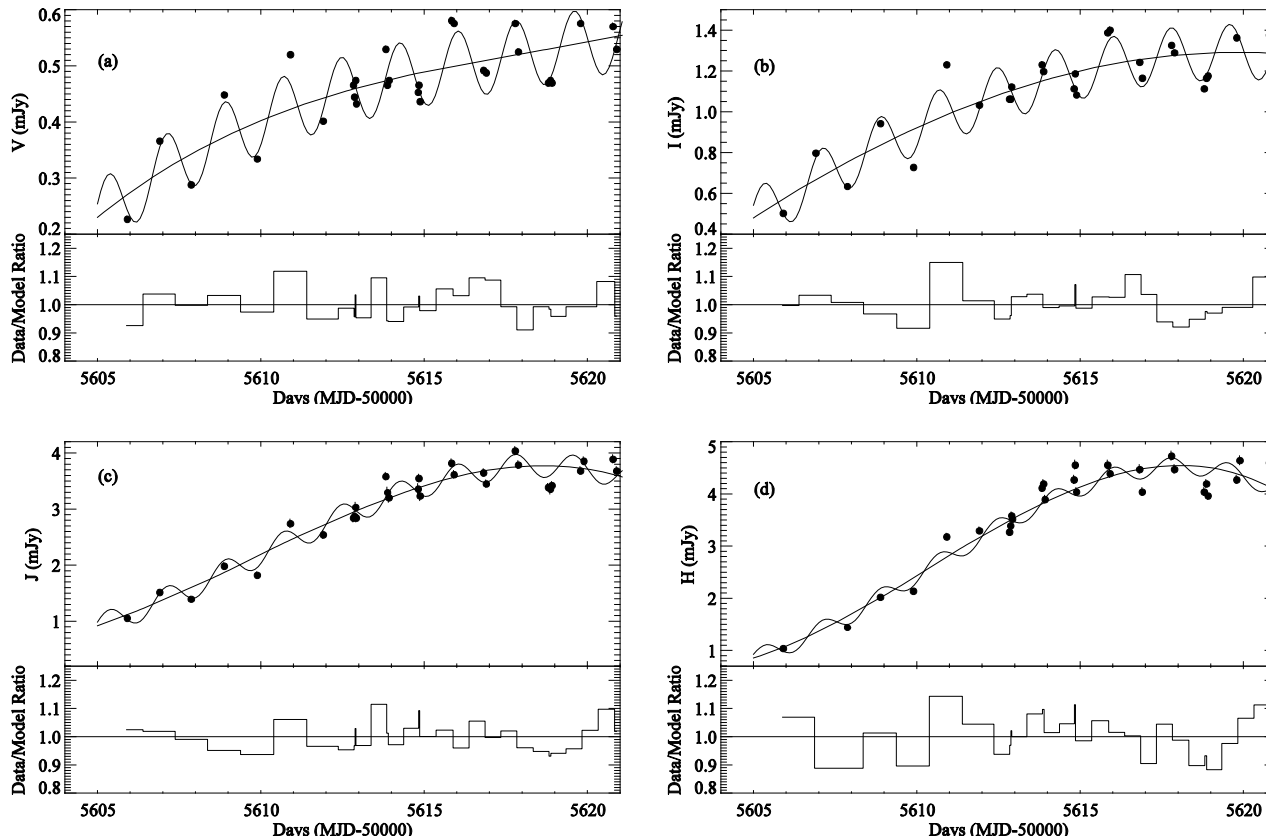 0.6
0.5
0.4
0.3
0.2
V (mJy)
(a)
1.2
1.1
1.0
0.9
0.8
Data/Model Ratio
5605 5610 5615 5620
Days (MJD-50000)
1.4
1.2
1.0
0.8
0.6
0.4
I (mJy)
(b)
1.2
1.1
1.0
0.9
0.8
Data/Model Ratio
5605 5610 5615 5620
Days (MJD-50000)
4
3
2
1
J (mJy)
(c)
1.2
1.1
1.0
0.9
0.8
Data/Model Ratio
5605 5610 5615 5620
Days (MJD-50000)
5
4
3
2
1
H (mJy)
(d)
1.2
1.1
1.0
0.9
0.8
Data/Model Ratio
5605 5610 5615 5620
Days (MJD-50000)